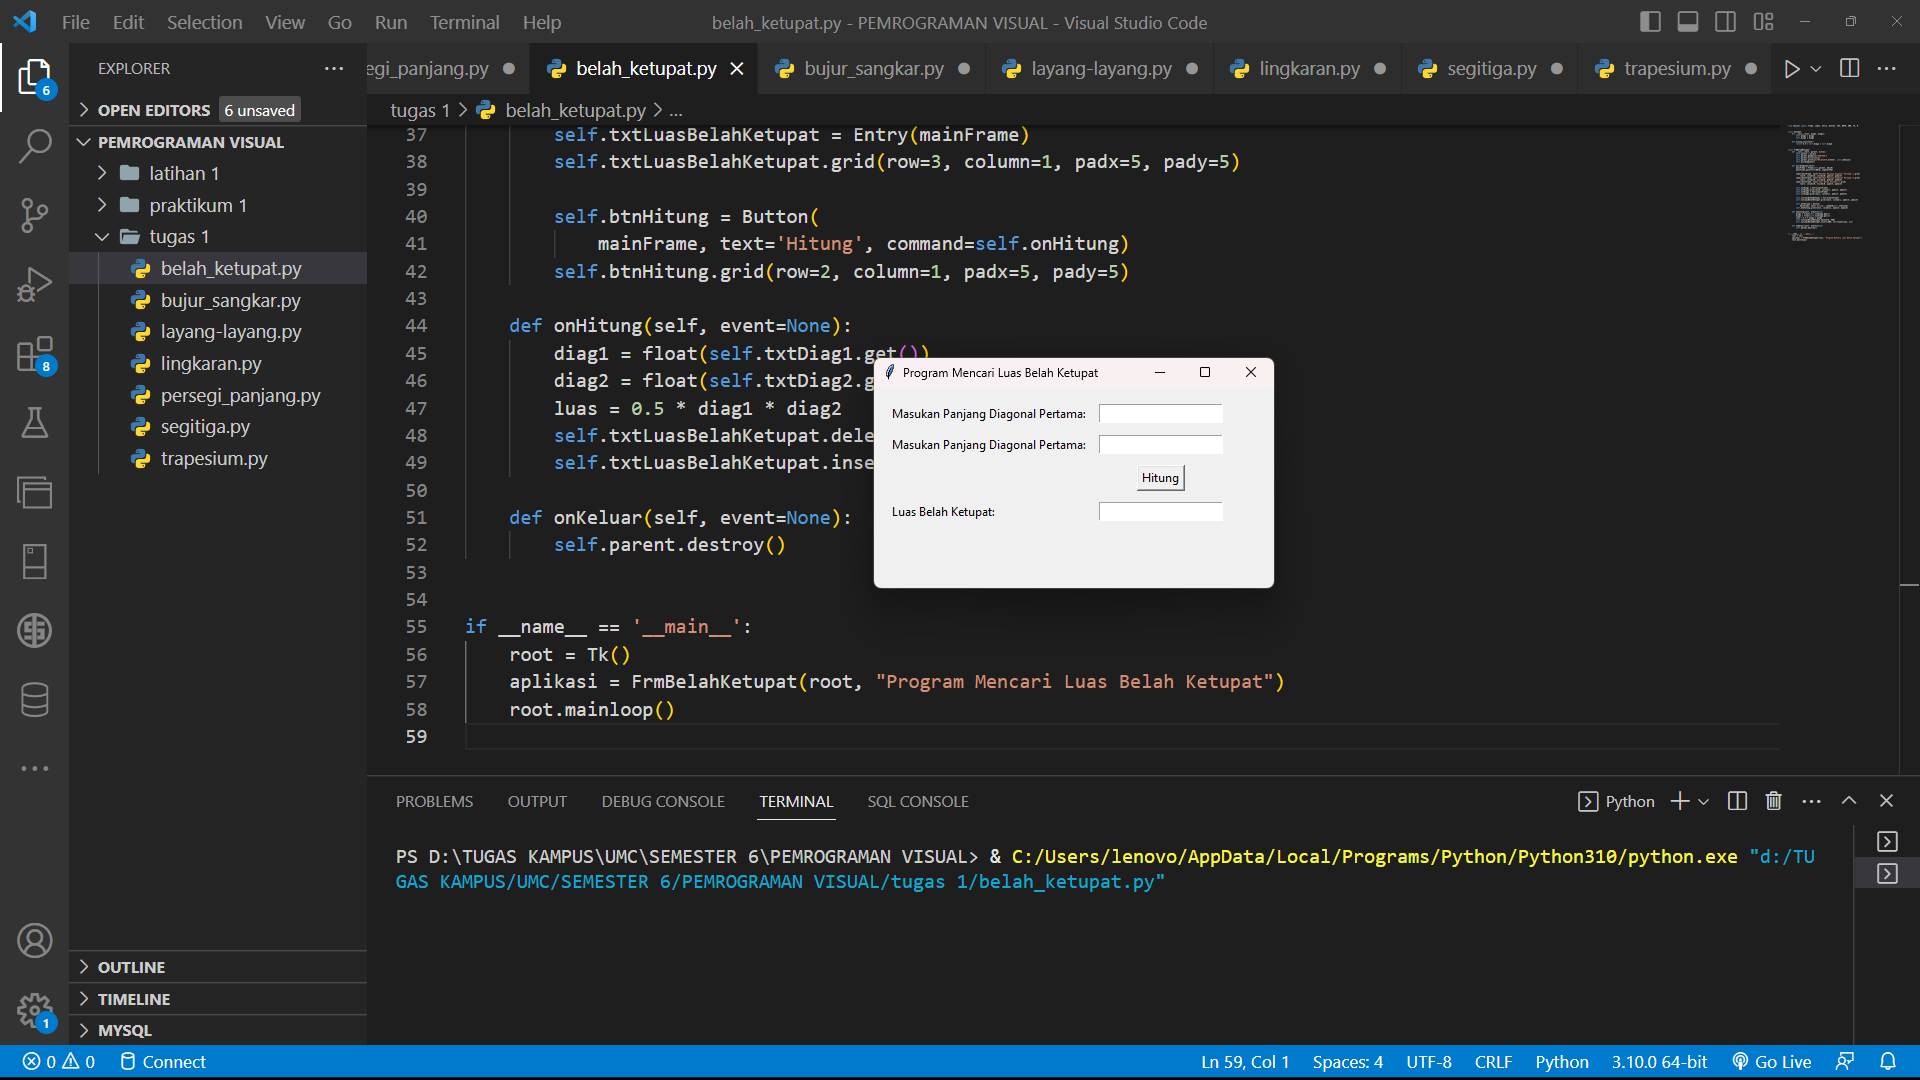 File Edit Selection View Go Run Terminal Help
belah_ketupat.py - PEMROGRAMAN VISUAL - Visual Studio Code
EXPLORER
OPEN EDITORS 6 unsaved
PEMROGRAMAN VISUAL
latihan 1
praktikum 1
tugas 1
belah_ketupat.py
bujur_sangkar.py
layang-layang.py
lingkaran.py
persegi_panjang.py
segitiga.py
trapesium.py
OUTLINE
TIMELINE
MYSQL
6
8
1
egi_panjang.py belah_ketupat.py bujur_sangkar.py layang-layang.py lingkaran.py segitiga.py trapesium.py
tugas 1 > belah_ketupat.py > ...
37 self.txtLuasBelahKetupat = Entry(mainFrame)
38 self.txtLuasBelahKetupat.grid(row=3, column=1, padx=5, pady=5)
39
40 self.btnHitung = Button(
41 mainFrame, text='Hitung', command=self.onHitung)
42 self.btnHitung.grid(row=2, column=1, padx=5, pady=5)
43
44 def onHitung(self, event=None):
45 diag1 = float(self.txtDiag1.get())
46 diag2 = float(self.txtDiag2.g
47 luas = 0.5 * diag1 * diag2
48 self.txtLuasBelahKetupat.dele
49 self.txtLuasBelahKetupat.inse
50
51 def onKeluar(self, event=None):
52 self.parent.destroy()
53
54
55 if __name__ == '__main__':
56 root = Tk()
57 aplikasi = FrmBelahKetupat(root, "Program Mencari Luas Belah Ketupat")
58 root.mainloop()
59
Program Mencari Luas Belah Ketupat
Masukan Panjang Diagonal Pertama:
Masukan Panjang Diagonal Pertama:
Hitung
Luas Belah Ketupat:
PROBLEMS OUTPUT DEBUG CONSOLE TERMINAL SQL CONSOLE
Python
PS D:\TUGAS KAMPUS\UMC\SEMESTER 6\PEMROGRAMAN VISUAL> & C:/Users/lenovo/AppData/Local/Programs/Python/Python310/python.exe "d:/TU
GAS KAMPUS/UMC/SEMESTER 6/PEMROGRAMAN VISUAL/tugas 1/belah_ketupat.py"
0 0 Connect
Ln 59, Col 1 Spaces: 4 UTF-8 CRLF Python 3.10.0 64-bit Go Live